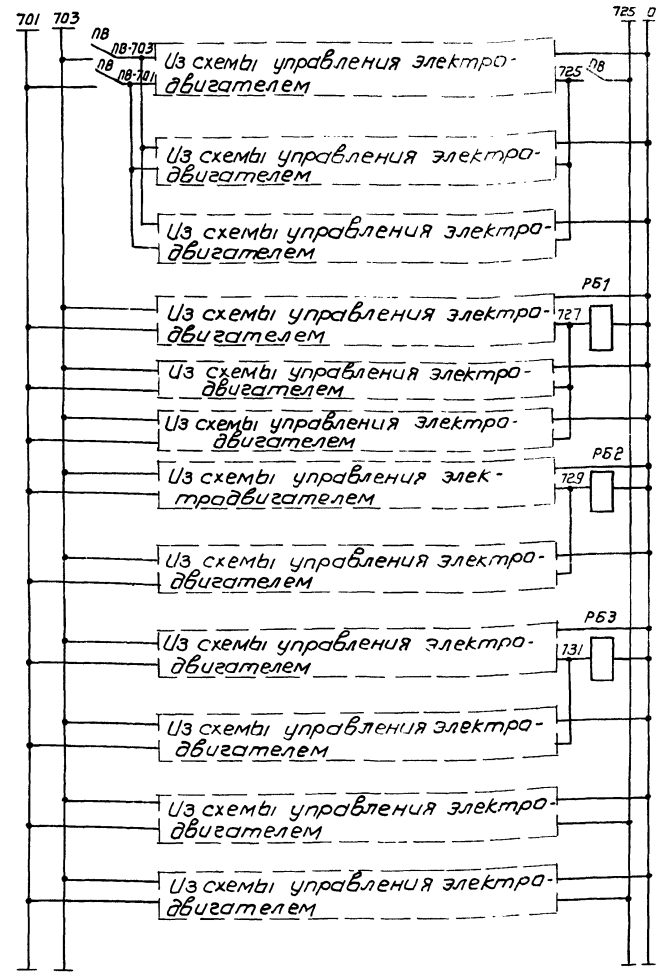 701 703 725 0
ПВ
ПВ-703
Из схемы управления электро-
двигателем
ПВ
ПВ-701
725
ПВ
Из схемы управления электро-
двигателем
Из схемы управления электро-
двигателем
РБ1
Из схемы управления электро-
двигателем
727
Из схемы управления электро-
двигателем
Из схемы управления электро-
двигателем
РБ2
Из схемы управления элек-
тродвигателем
729
Из схемы управления электро-
двигателем
РБ3
Из схемы управления электро-
двигателем
731
Из схемы управления электро-
двигателем
Из схемы управления электро-
двигателем
Из схемы управления электро-
двигателем